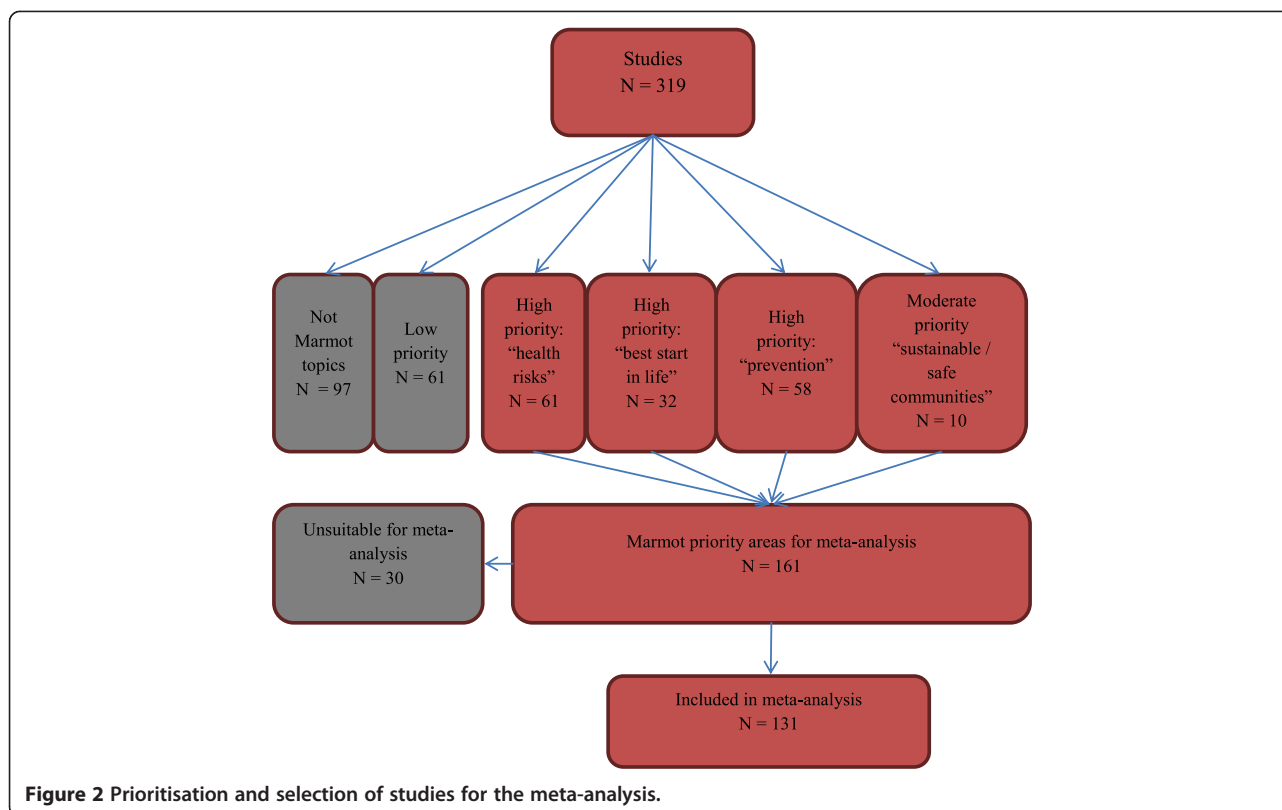 Studies
N = 319
Not
Marmot
topics
N = 97
Low
priority
N = 61
High
priority:
“health
risks”
N = 61
High
priority:
“best start
in life”
N = 32
High
priority:
“prevention”
N = 58
Moderate
priority
“sustainable /
safe
communities”
N = 10
Unsuitable for meta-
analysis
N = 30
Marmot priority areas for meta-analysis
N = 161
Included in meta-analysis
N = 131
Figure 2 Prioritisation and selection of studies for the meta-analysis.